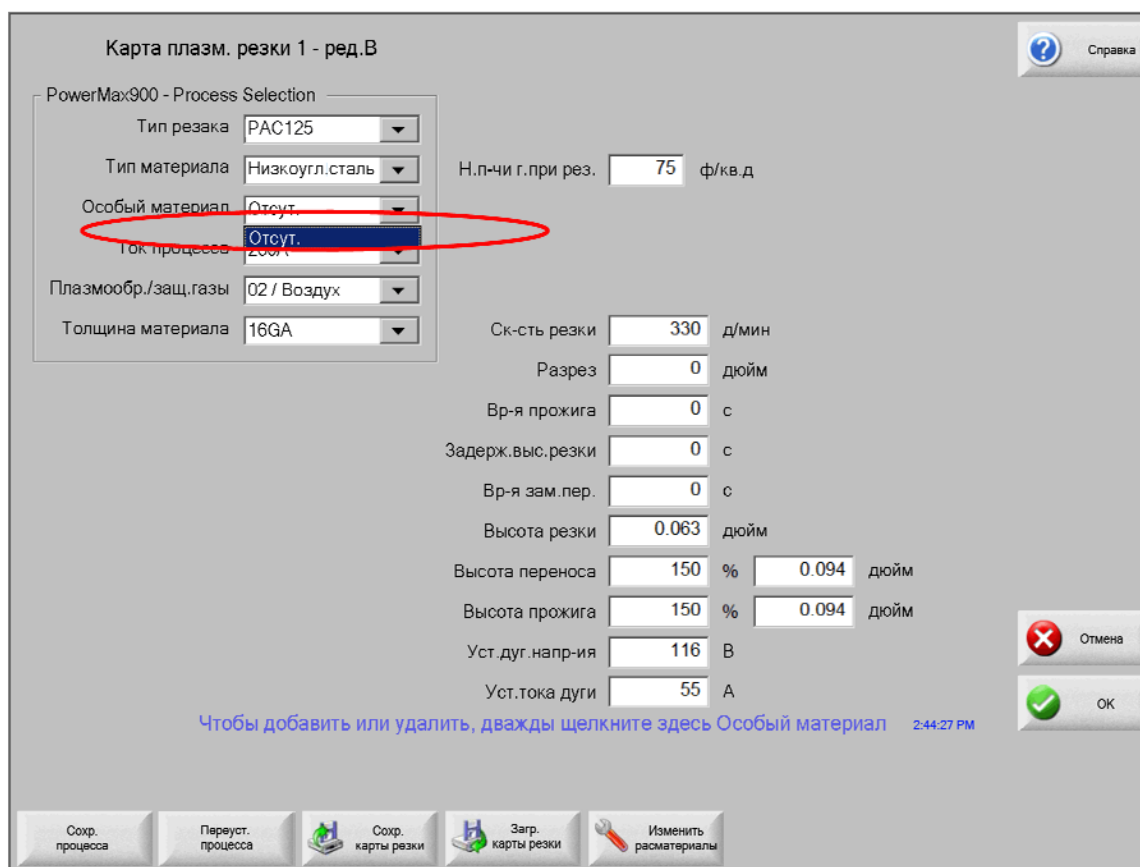 Карта плазм. резки 1 - ред.В
Справка
PowerMax900 - Process Selection
Тип резака PAC125
Тип материала Низкоугл.сталь
Н.п-чи г.при рез. 75 ф/кв.д
Особый материал Отсут.
Отсут.
Ток процесса 200A
Плазмообр./защ.газы 02 / Воздух
Толщина материала 16GA
Ск-сть резки 330 д/мин
Разрез 0 дюйм
Вр-я прожига 0 с
Задерж.выс.резки 0 с
Вр-я зам.пер. 0 с
Высота резки 0.063 дюйм
Высота переноса 150 % 0.094 дюйм
Высота прожига 150 % 0.094 дюйм
Отмена
Уст.дуг.напр-ия 116 В
Уст.тока дуги 55 А
ОК
Чтобы добавить или удалить, дважды щелкните здесь Особый материал 2:44:27 PM
Сохр.
процесса
Переуст.
процесса
Сохр.
карты резки
Загр.
карты резки
Изменить
расматериалы